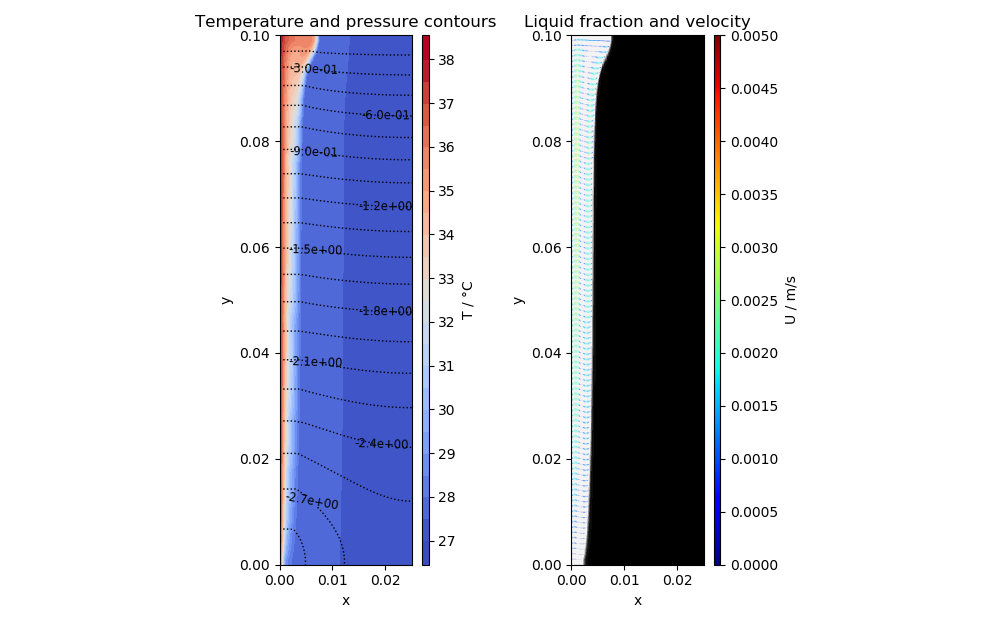 Temperature and pressure contours
0.10
0.08
0.06
0.04
0.02
0.00
y
-3.0e-01
-6.0e-01
-9.0e-01
-1.2e+00
-1.5e+00
-1.8e+00
-2.1e+00
-2.4e+00
-2.7e+00
0.00 0.01 0.02
x
38
37
36
35
34
33
32
31
30
29
28
27
T / °C
Liquid fraction and velocity
0.10
0.08
0.06
0.04
0.02
0.00
y
0.00 0.01 0.02
x
0.0050
0.0045
0.0040
0.0035
0.0030
0.0025
0.0020
0.0015
0.0010
0.0005
0.0000
U / m/s